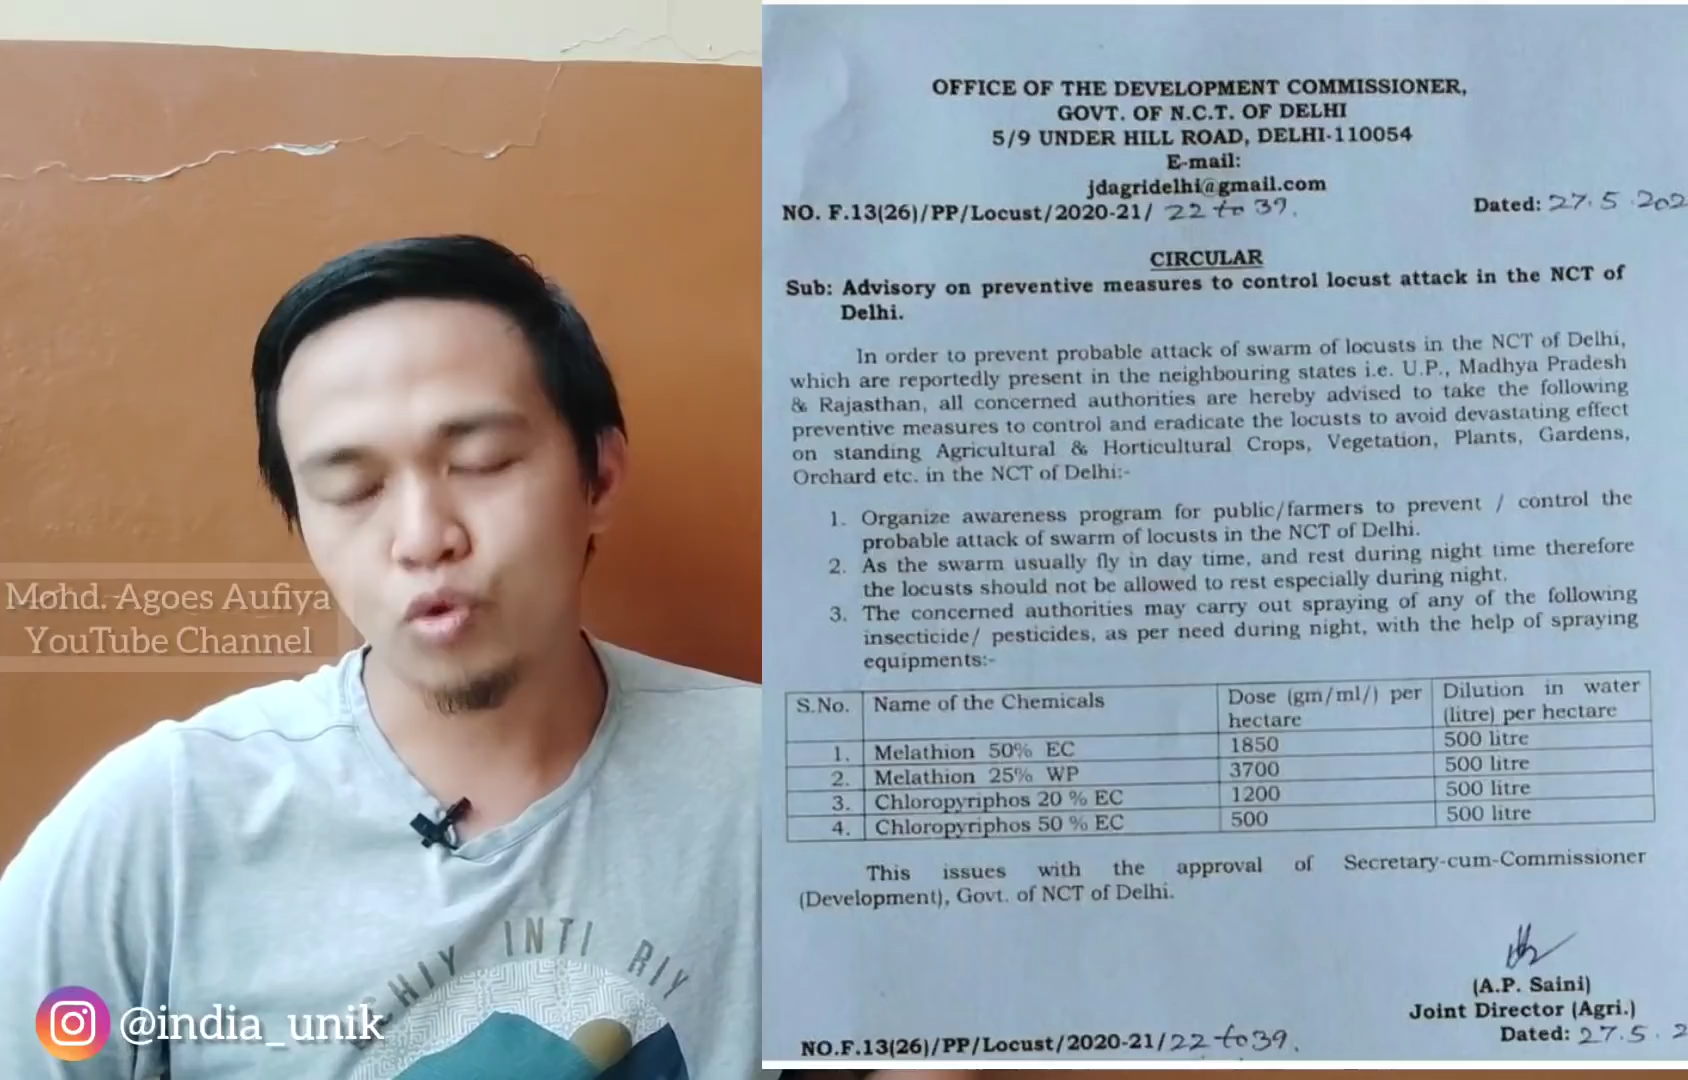 Mohd. Agoes Aufiya
YouTube Channel
INTI RIY
@india_unik
OFFICE OF THE DEVELOPMENT COMMISSIONER,
GOVT. OF N.C.T. OF DELHI
5/9 UNDER HILL ROAD, DELHI-110054
E-mail:
jdagridelhi@gmail.com
NO. F.13(26)/PP/Locust/2020-21/ 22 to 39. Dated: 27.5.202
CIRCULAR
Sub: Advisory on preventive measures to control locust attack in the NCT of
Delhi.
In order to prevent probable attack of swarm of locusts in the NCT of Delhi,
which are reportedly present in the neighbouring states i.e. U.P., Madhya Pradesh
& Rajasthan, all concerned authorities are hereby advised to take the following
preventive measures to control and eradicate the locusts to avoid devastating effect
on standing Agricultural & Horticultural Crops, Vegetation, Plants, Gardens,
Orchard etc. in the NCT of Delhi:-
1. Organize awareness program for public/farmers to prevent / control the
probable attack of swarm of locusts in the NCT of Delhi.
2. As the swarm usually fly in day time, and rest during night time therefore
the locusts should not be allowed to rest especially during night.
3. The concerned authorities may carry out spraying of any of the following
insecticide/ pesticides, as per need during night, with the help of spraying
equipments:-
S.No. Name of the Chemicals Dose (gm/ml/) per Dilution in water
hectare (litre) per hectare
1. Melathion 50% EC 1850 500 litre
2. Melathion 25% WP 3700 500 litre
3. Chloropyriphos 20 % EC 1200 500 litre
4. Chloropyriphos 50 % EC 500 500 litre
This issues with the approval of Secretary-cum-Commissioner
(Development), Govt. of NCT of Delhi.
(A.P. Saini)
Joint Director (Agri.)
Dated: 27.5.2
NO.F.13(26)/PP/Locust/2020-21/22 to 39.